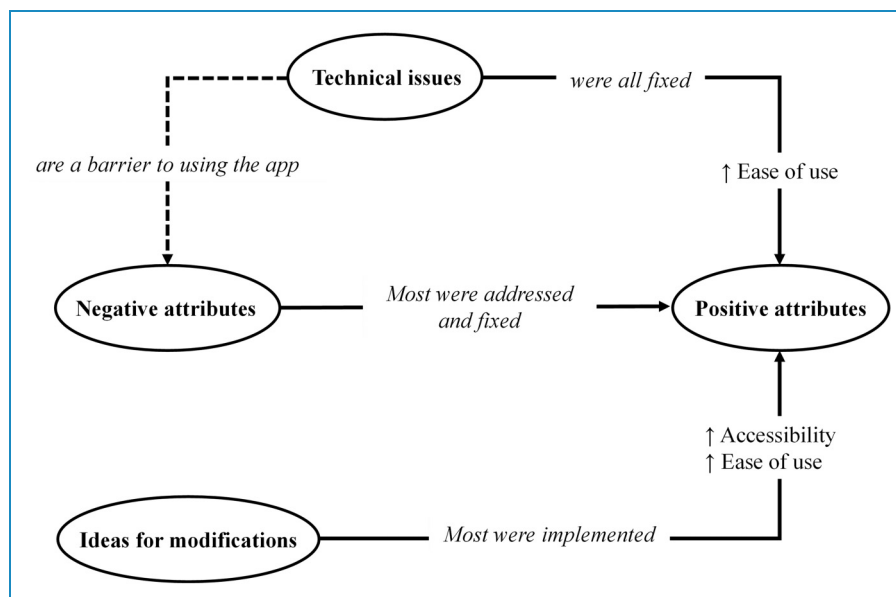 Technical issues
were all fixed
are a barrier to using the app
↑ Ease of use
Negative attributes
Most were addressed
and fixed
Positive attributes
↑ Accessibility
↑ Ease of use
Ideas for modifications
Most were implemented